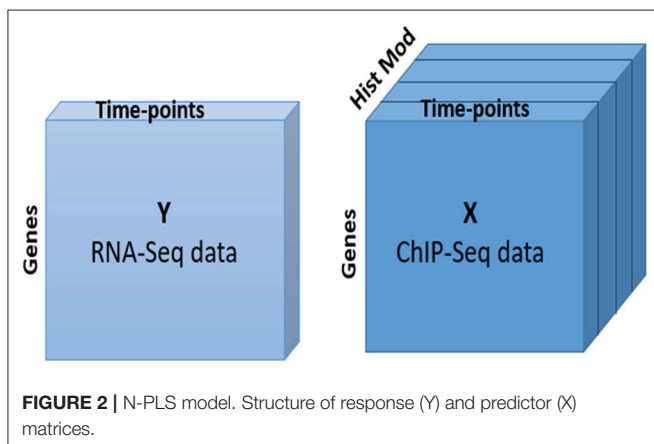 Time-points
Genes
Y
RNA-Seq data
Hist Mod
Time-points
Genes
X
ChIP-Seq data
FIGURE 2 | N-PLS model. Structure of response (Y) and predictor (X)
matrices.